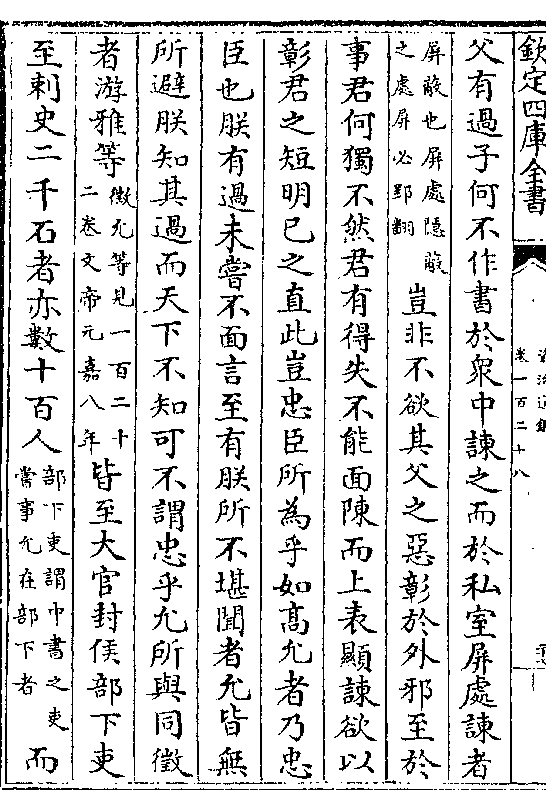 欽定四庫全書
資治通鑑
卷一百二十八
父有過子何不作書於衆中諫之而於私室屏處諫者
屏蔽也屏處隱蔽
之處屏必郢翻
豈非不欲其父之惡彰於外邪至於
事君何獨不然君有得失不能面陳而上表顯諫欲以
彰君之短明已之直此豈忠臣所為乎如髙允者乃忠
臣也朕有過未嘗不面言至有朕所不堪聞者允皆無
所避朕知其過而天下不知可不謂忠乎允所與同徵
者游雅等
徵允等見一百二十
二卷文帝元嘉八年
皆至大官封侯部下吏
至刺史二千石者亦數十百人
部下吏謂中書之吏
嘗事允在部下者
而